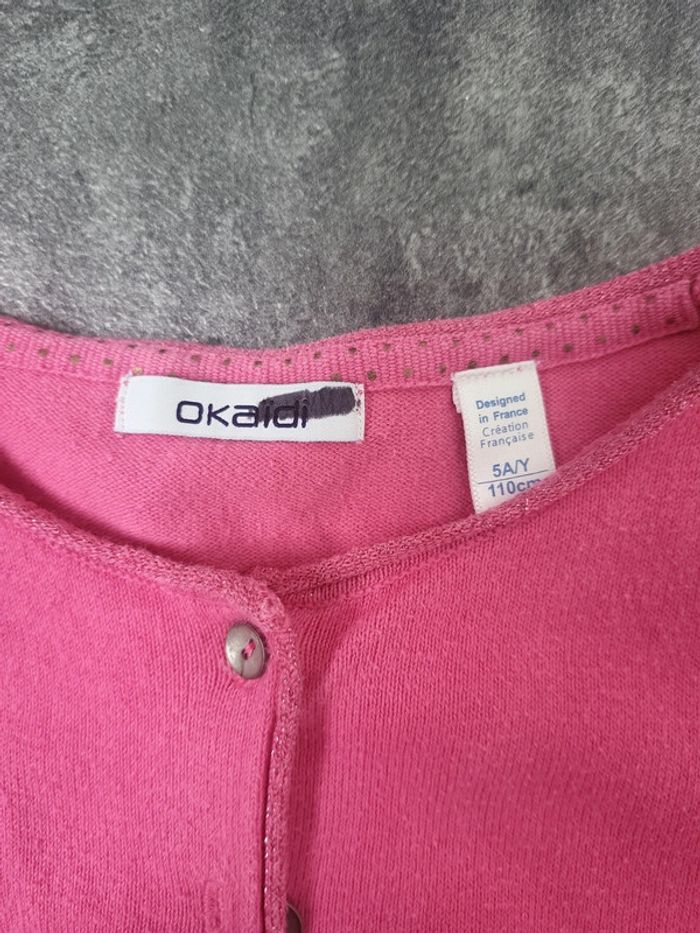 Okaidi
Designed
in France
Création
Française
5A/Y
110cm